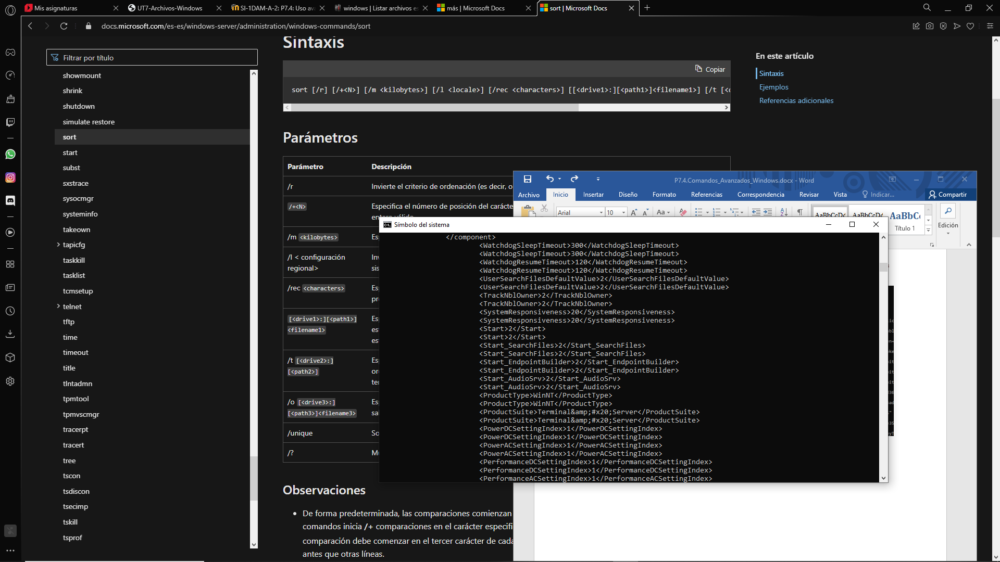 Mis asignaturas
UT7-Archivos-Windows
SI-1DAM-A-2: P7.4: Uso av
windows | Listar archivos es
más | Microsoft Docs
sort | Microsoft Docs
docs.microsoft.com/es-es/windows-server/administration/windows-commands/sort
Filtrar por título
showmount
shrink
shutdown
simulate restore
sort
start
subst
sxstrace
sysocmgr
systeminfo
takeown
tapicfg
taskkill
tasklist
tcmsetup
telnet
tftp
time
timeout
title
tlntadmn
tpmtool
tpmvscmgr
tracerpt
tracert
tree
tscon
tsdiscon
tsecimp
tskill
tsprof
Sintaxis
Copiar
sort [/r] [/+<N>] [/m <kilobytes>] [/l <locale>] [/rec <characters>] [[<drive1>:][<path1>]<filename1>] [/t [<
Parámetros
Parámetro Descripción
/r Invierte el criterio de ordenación (es decir, o
/+<N> Especifica el número de posición del carácte
entero válido
/m <kilobytes> Es
/l < configuración In
regional> sis
/rec <characters> Es
pr
[<drive1>:][<path1>] Es
<filename1> es
es
/t [<drive2>:] Es
[<path2>] or
te
/o [<drive3>:] Es
[<path3>]<filename3> sa
/unique So
/? M
Observaciones
De forma predeterminada, las comparaciones comienzan
comandos inicia /+ comparaciones en el carácter especifi
comparación debe comenzar en el tercer carácter de cada
antes que otras líneas.
En este artículo
Sintaxis
Ejemplos
Referencias adicionales
P7.4.Comandos_Avanzados_Windows.docx - Word
Archivo Inicio Insertar Diseño Formato Referencias Correspondencia Revisar Vista Indicar... Compartir
Arial 10 A A Aa
AaBbCcDd AaBbCcDd AaBbC
Título 1
Edición
Símbolo del sistema
</component>
<WatchdogSleepTimeout>300</WatchdogSleepTimeout>
<WatchdogSleepTimeout>300</WatchdogSleepTimeout>
<WatchdogResumeTimeout>120</WatchdogResumeTimeout>
<WatchdogResumeTimeout>120</WatchdogResumeTimeout>
<UserSearchFilesDefaultValue>2</UserSearchFilesDefaultValue>
<UserSearchFilesDefaultValue>2</UserSearchFilesDefaultValue>
<TrackNblOwner>2</TrackNblOwner>
<TrackNblOwner>2</TrackNblOwner>
<SystemResponsiveness>20</SystemResponsiveness>
<SystemResponsiveness>20</SystemResponsiveness>
<Start>2</Start>
<Start>2</Start>
<Start_SearchFiles>2</Start_SearchFiles>
<Start_SearchFiles>2</Start_SearchFiles>
<Start_EndpointBuilder>2</Start_EndpointBuilder>
<Start_EndpointBuilder>2</Start_EndpointBuilder>
<Start_AudioSrv>2</Start_AudioSrv>
<Start_AudioSrv>2</Start_AudioSrv>
<ProductType>WinNT</ProductType>
<ProductType>WinNT</ProductType>
<ProductSuite>Terminal&amp;#x20;Server</ProductSuite>
<ProductSuite>Terminal&amp;#x20;Server</ProductSuite>
<PowerDCSettingIndex>1</PowerDCSettingIndex>
<PowerDCSettingIndex>1</PowerDCSettingIndex>
<PowerACSettingIndex>1</PowerACSettingIndex>
<PowerACSettingIndex>1</PowerACSettingIndex>
<PerformanceDCSettingIndex>1</PerformanceDCSettingIndex>
<PerformanceDCSettingIndex>1</PerformanceDCSettingIndex>
<PerformanceACSettingIndex>1</PerformanceACSettingIndex>